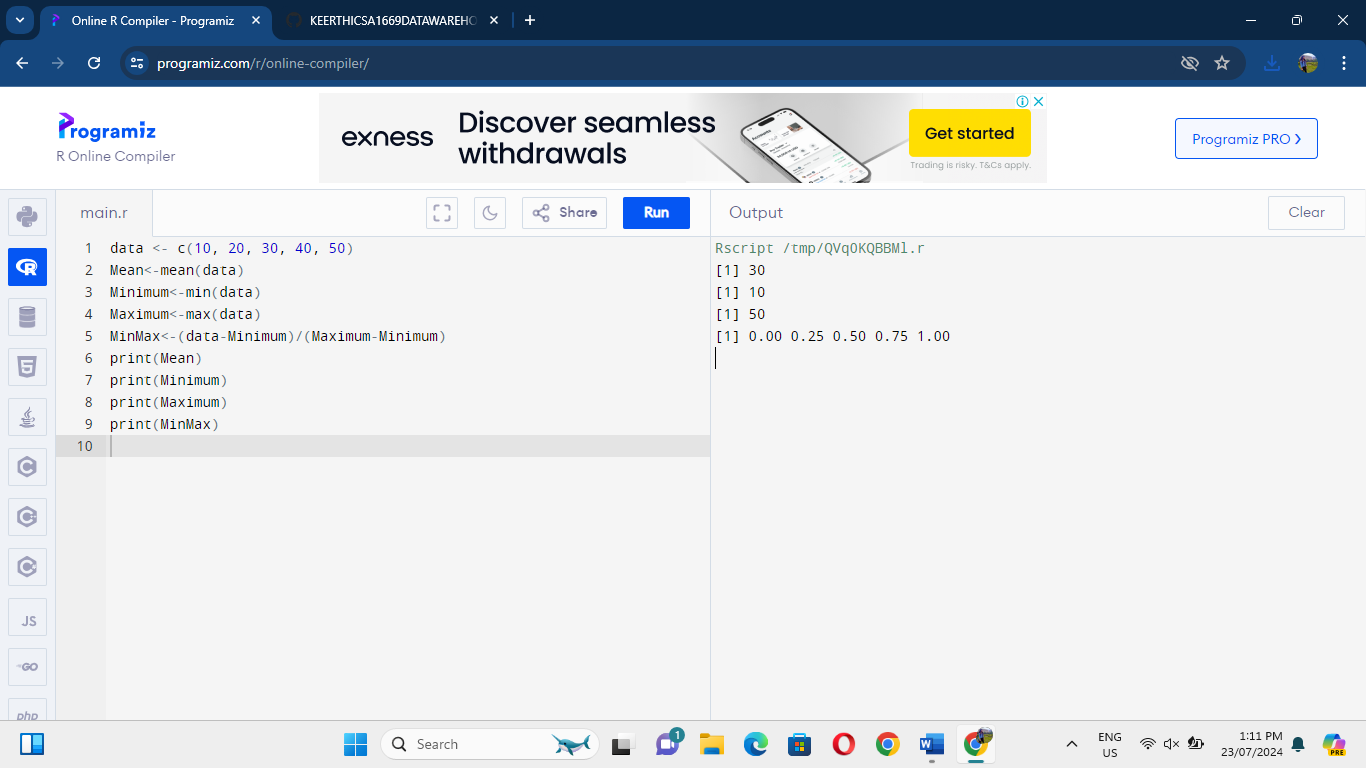 Online R Compiler - Programiz
KEERTHICSA1669DATAWAREHO
programiz.com/r/online-compiler/
Programiz
R Online Compiler
exness
Discover seamless
withdrawals
Get started
Trading is risky. T&Cs apply.
Programiz PRO
main.r
Share
Run
Output
Clear
1 data <- c(10, 20, 30, 40, 50)
2 Mean<-mean(data)
3 Minimum<-min(data)
4 Maximum<-max(data)
5 MinMax<-(data-Minimum)/(Maximum-Minimum)
6 print(Mean)
7 print(Minimum)
8 print(Maximum)
9 print(MinMax)
10
Rscript /tmp/QVqOKQBBMl.r
[1] 30
[1] 10
[1] 50
[1] 0.00 0.25 0.50 0.75 1.00
JS
GO
php
Search
1
ENG
US
1:11 PM
23/07/2024
PRE